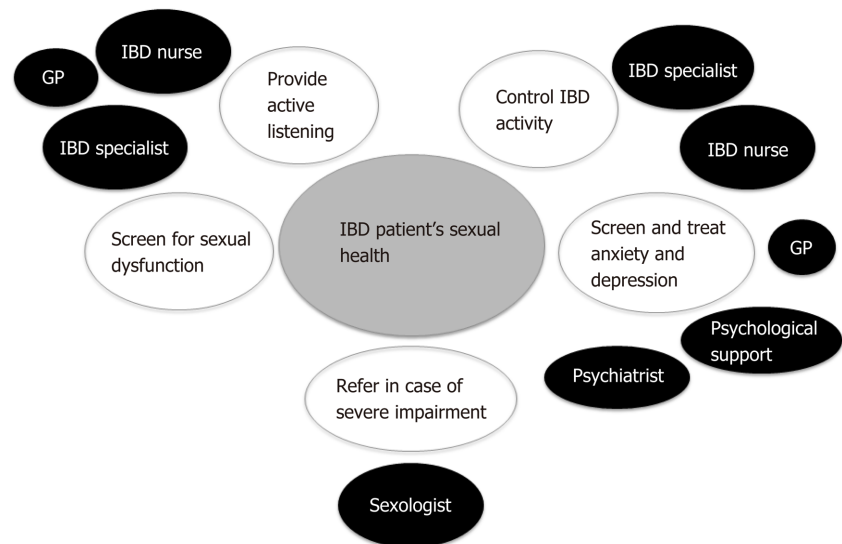 IBD nurse
GP
IBD specialist
Provide
active
listening
Control IBD
activity
IBD specialist
IBD nurse
Screen for sexual
dysfunction
IBD patient’s sexual
health
Screen and treat
anxiety and
depression
GP
Psychological
support
Psychiatrist
Refer in case of
severe impairment
Sexologist